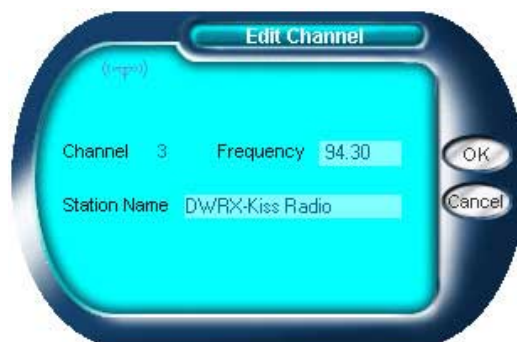 Edit Channel
Channel 3 Frequency 94.30 OK
Station Name DWRX-Kiss Radio Cancel